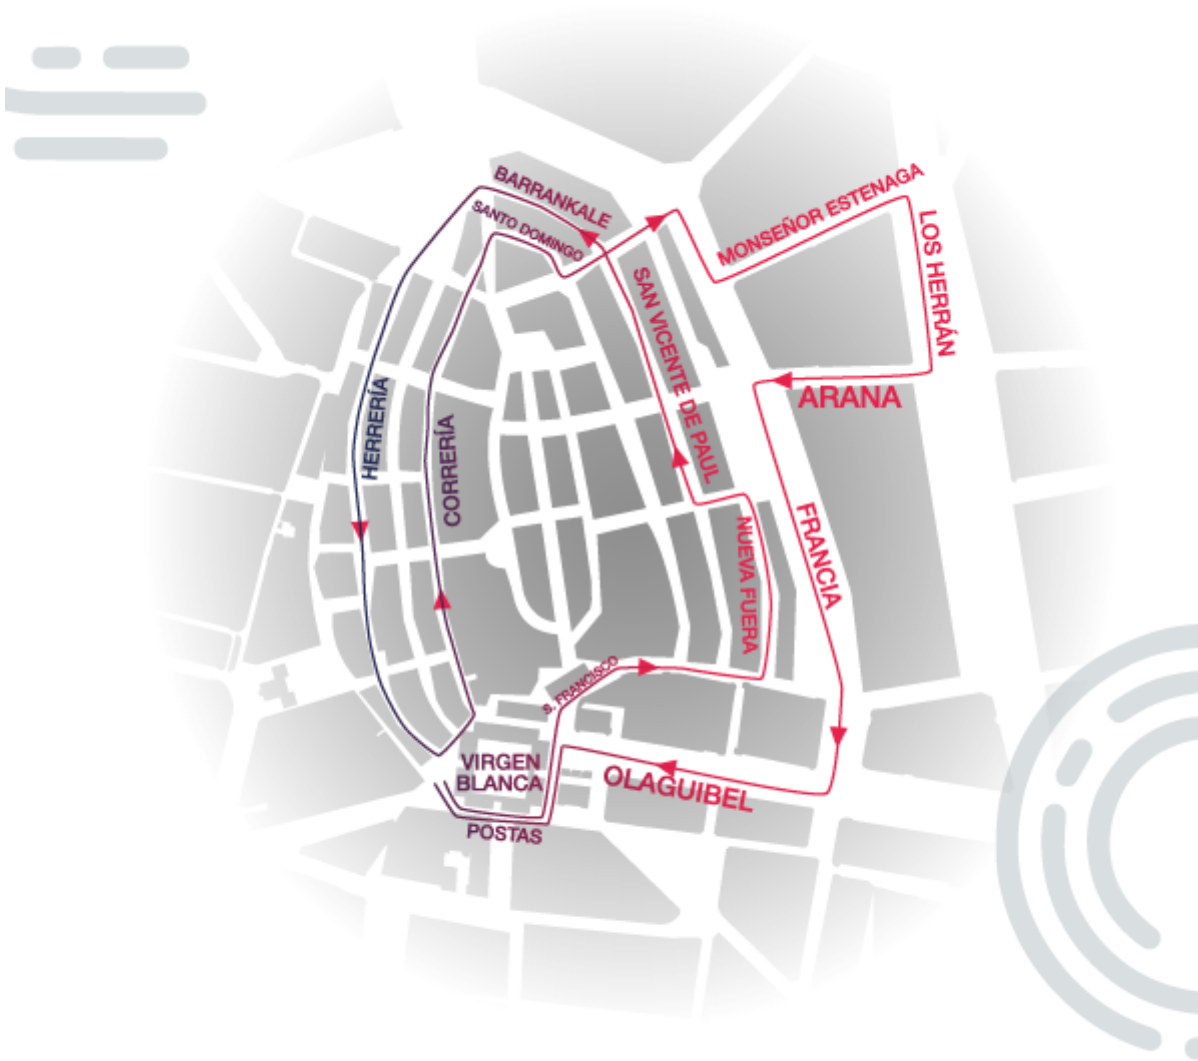 BARRANKALE
SANTO DOMINGO
MONSEÑOR ESTENAGA
LOS HERRÁN
SAN VICENTE DE PAUL
ARANA
HERRERÍA
CORRERÍA
FRANCIA
NUEVA FUERA
S. FRANCISCO
VIRGEN
BLANCA
OLAGUIBEL
POSTAS